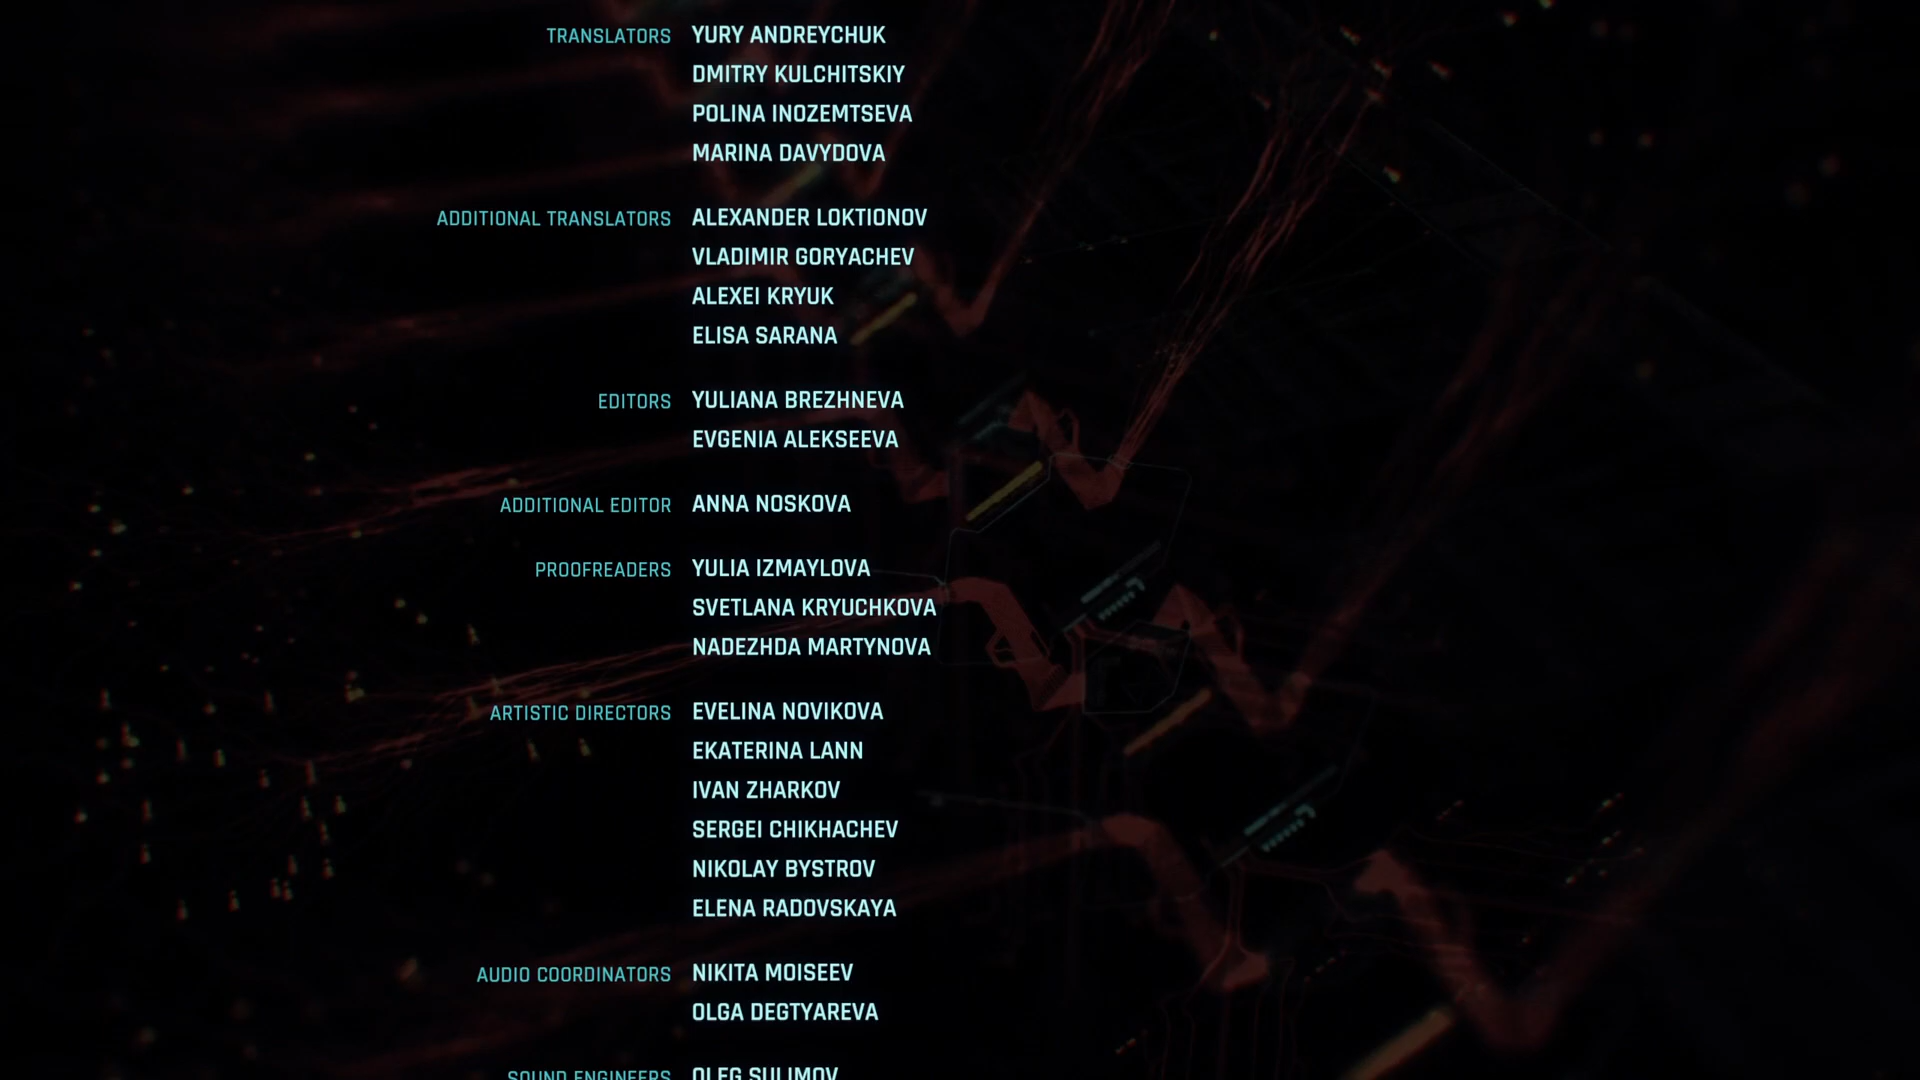 TRANSLATORS YURY ANDREYCHUK
DMITRY KULCHITSKIY
POLINA INOZEMTSEVA
MARINA DAVYDOVA
ADDITIONAL TRANSLATORS ALEXANDER LOKTIONOV
VLADIMIR GORYACHEV
ALEXEI KRYUK
ELISA SARANA
EDITORS YULIANA BREZHNEVA
EVGENIA ALEKSEEVA
ADDITIONAL EDITOR ANNA NOSKOVA
PROOFREADERS YULIA IZMAYLOVA
SVETLANA KRYUCHKOVA
NADEZHDA MARTYNOVA
ARTISTIC DIRECTORS EVELINA NOVIKOVA
EKATERINA LANN
IVAN ZHARKOV
SERGEI CHIKHACHEV
NIKOLAY BYSTROV
ELENA RADOVSKAYA
AUDIO COORDINATORS NIKITA MOISEEV
OLGA DEGTYAREVA
SOUND ENGINEERS OLEG SULIMOV